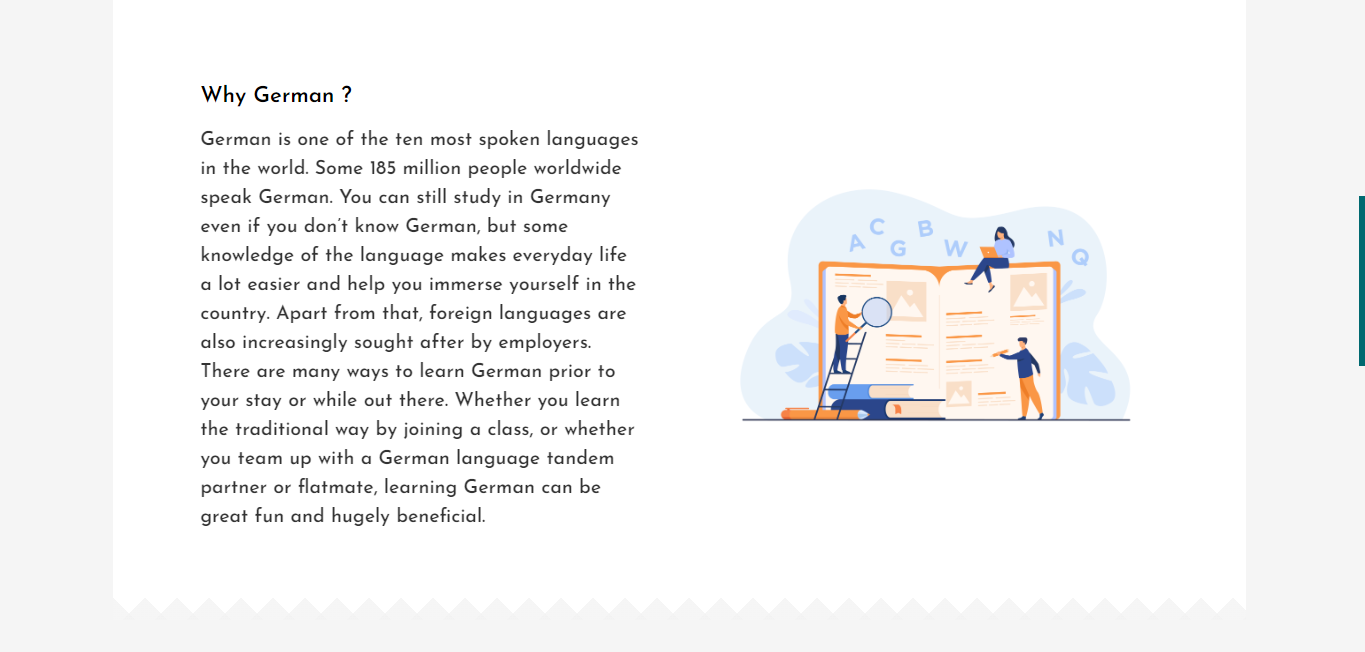 Why German ?
German is one of the ten most spoken languages
in the world. Some 185 million people worldwide
speak German. You can still study in Germany
even if you don't know German, but some
knowledge of the language makes everyday life
a lot easier and help you immerse yourself in the
country. Apart from that, foreign languages are
also increasingly sought after by employers.
There are many ways to learn German prior to
your stay or while out there. Whether you learn
the traditional way by joining a class, or whether
you team up with a German language tandem
partner or flatmate, learning German can be
great fun and hugely beneficial.
A C G B W N Q